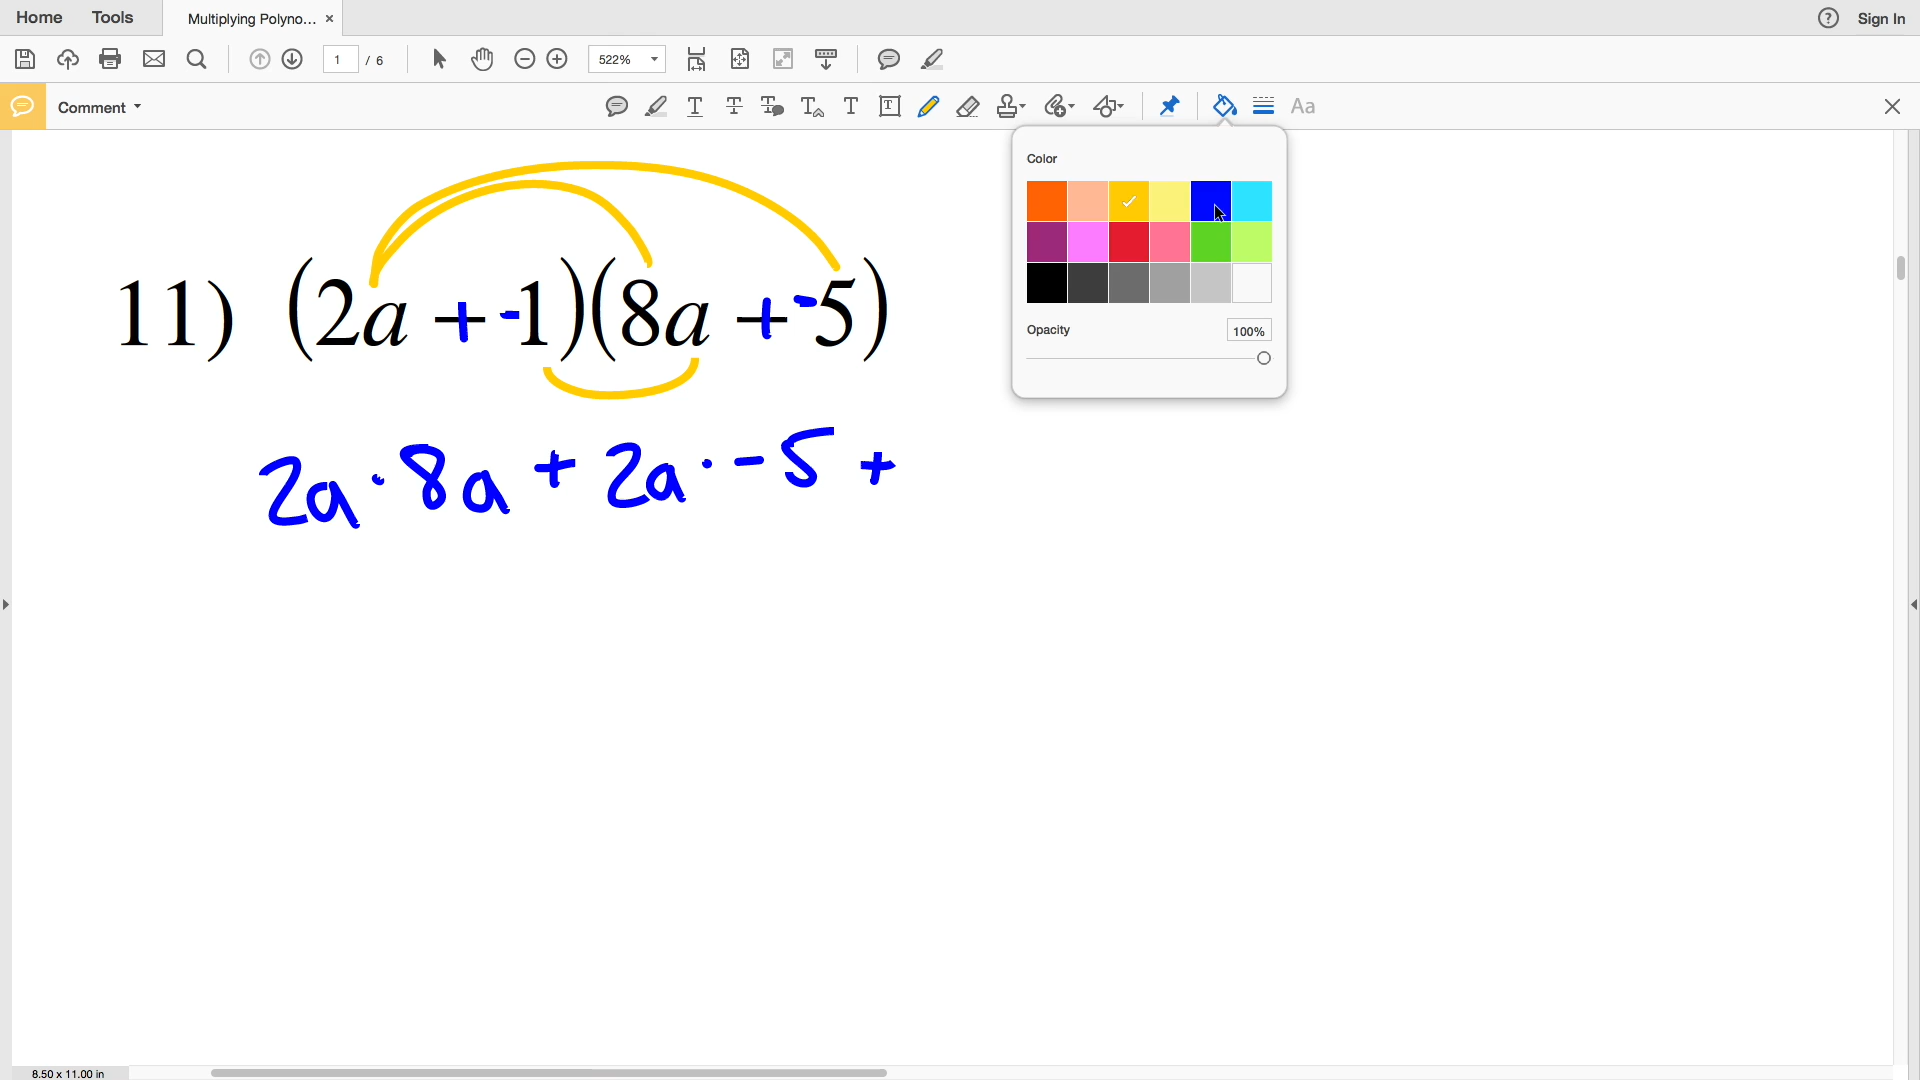 Home Tools Multiplying Polyno... × ? Sign In
1 / 6 522%
Comment Aa
Color
Opacity 100%
11) (2a + -1)(8a + -5)
2a · 8a + 2a · -5 +
8.50 x 11.00 in